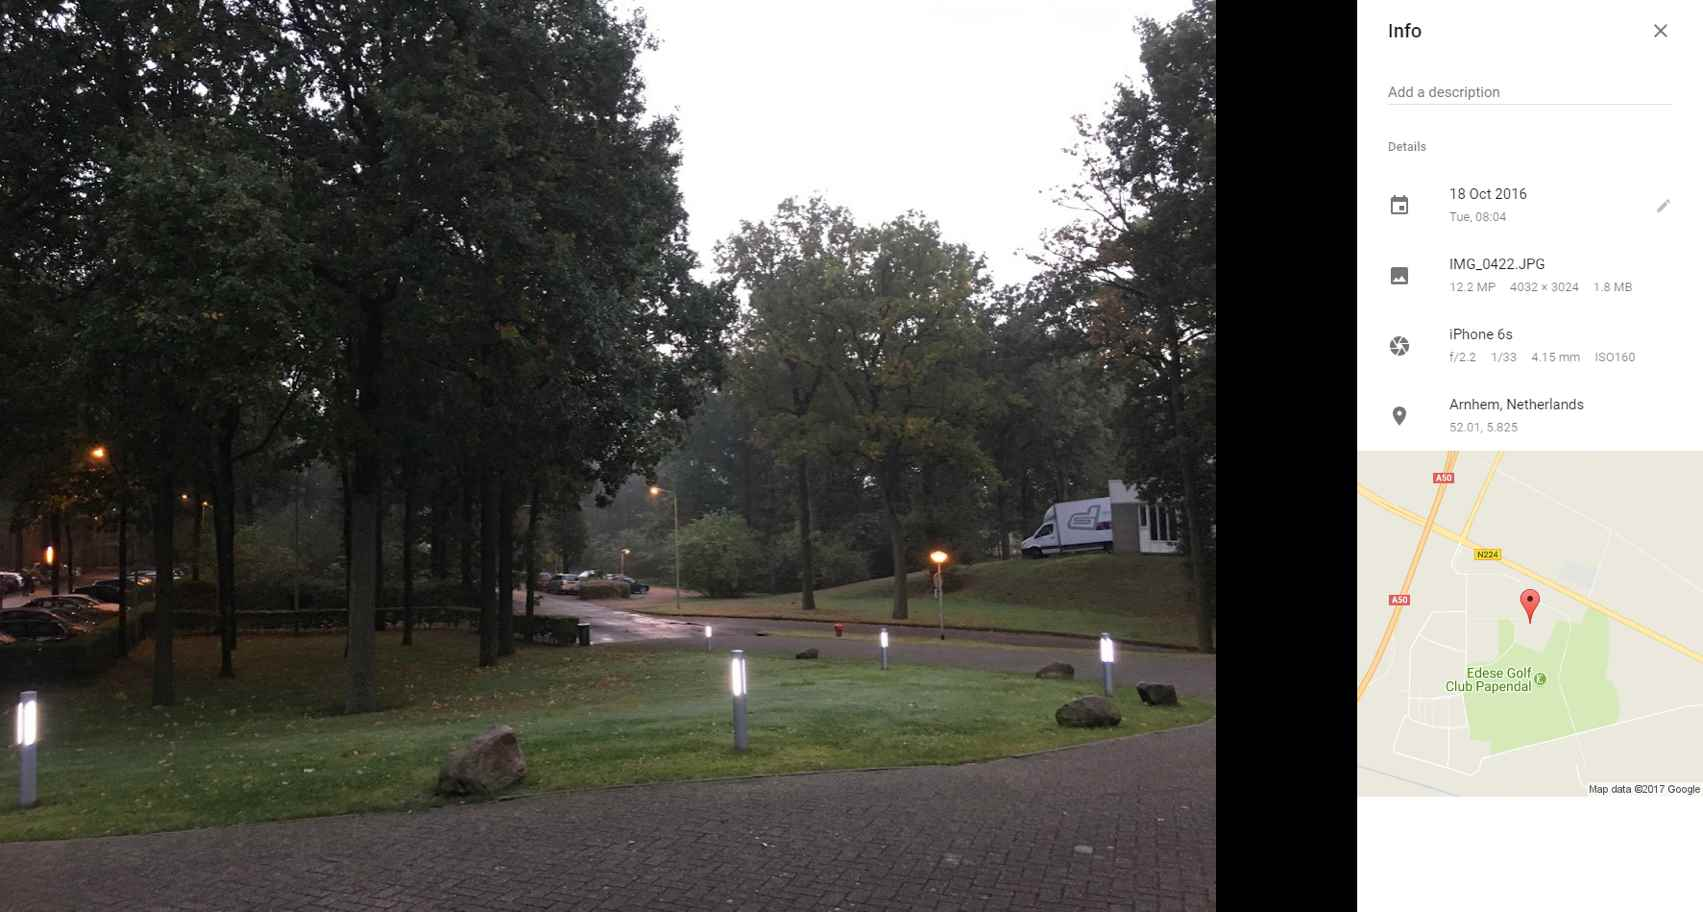 Info
Add a description
Details
18 Oct 2016
Tue, 08:04
IMG_0422.JPG
12.2 MP 4032 × 3024 1.8 MB
iPhone 6s
f/2.2 1/33 4.15 mm ISO160
Arnhem, Netherlands
52.01, 5.825
A50
N224
A50
Edese Golf
Club Papendal
Map data ©2017 Google